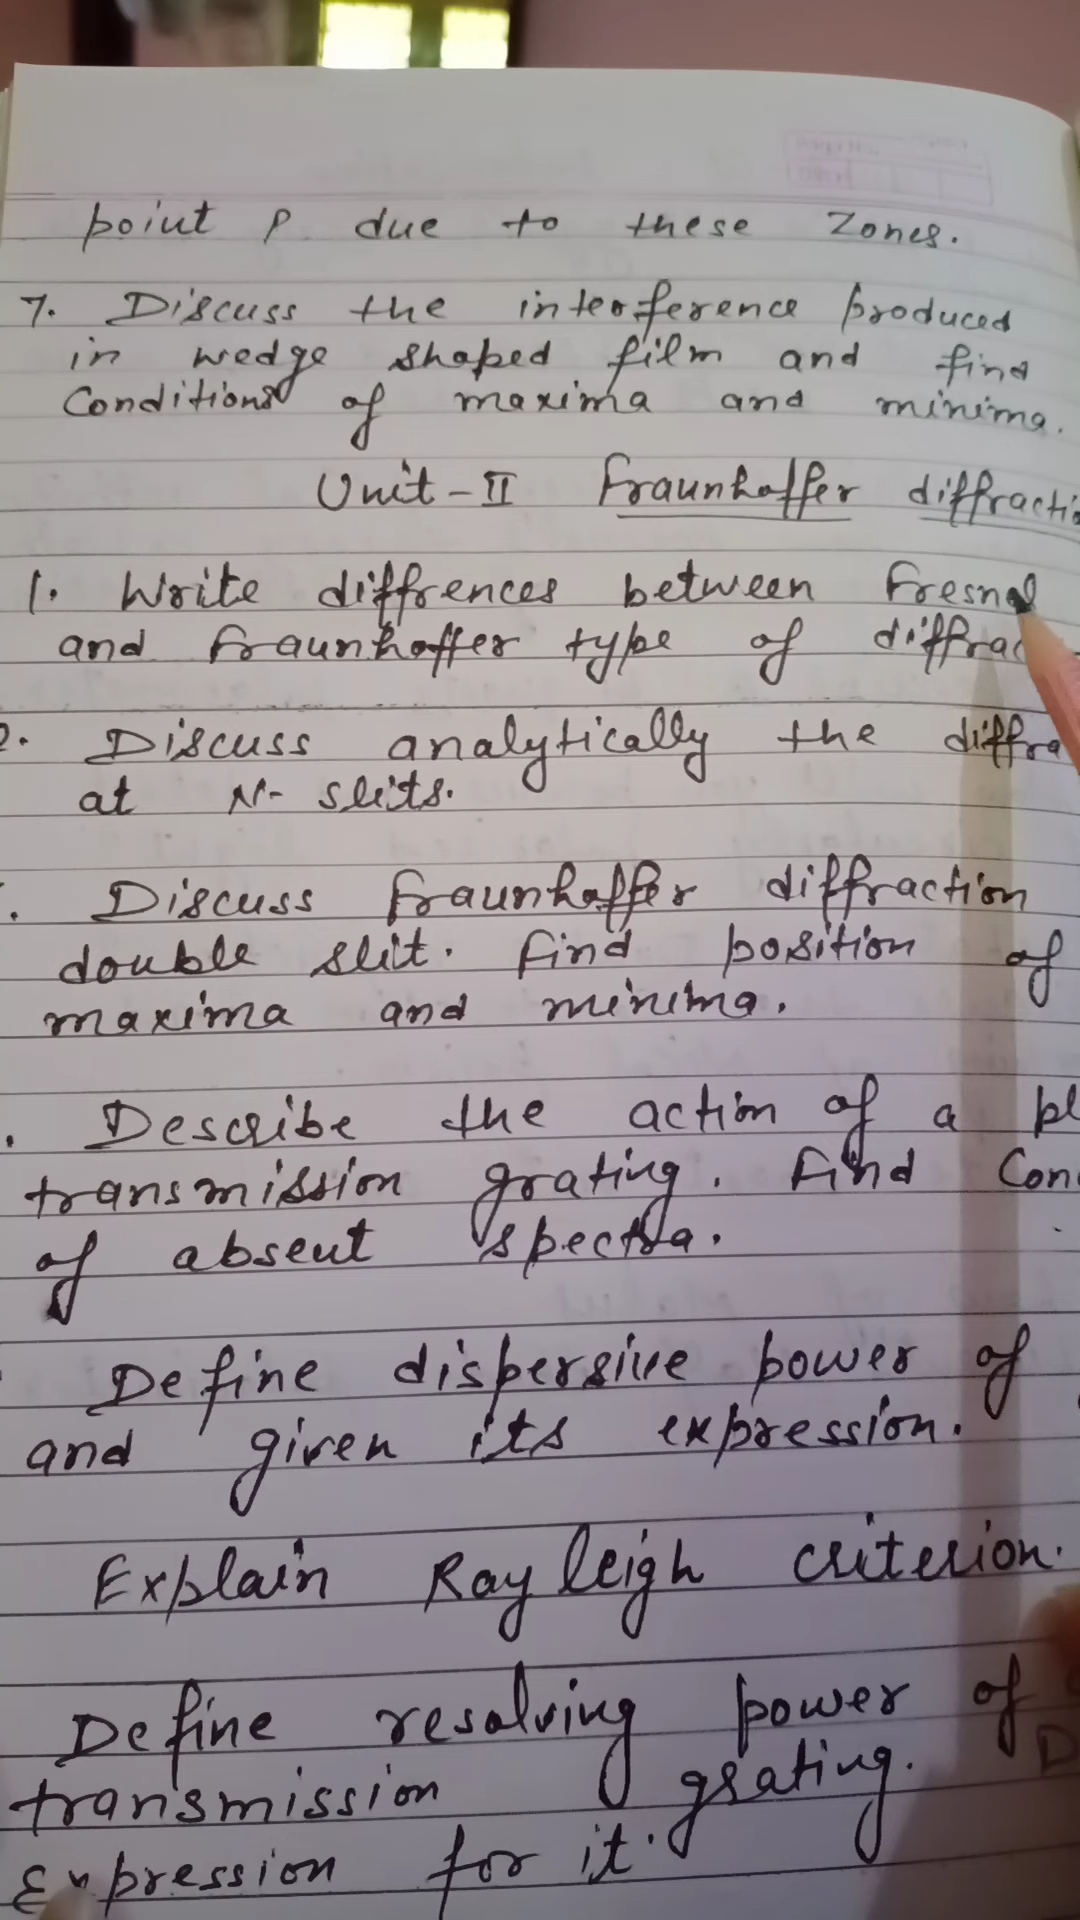 point P. due to these zones.
7. Discuss the interference produced
in wedge shaped film and find
Conditions of maxima and minima.
Unit-II Fraunhoffer diffractio
1. Write diffrences between Fresnel
and fraunhoffer type of diffrac
2. Discuss analytically the diffra
at N- slits.
. Discuss fraunhoffer diffraction
double slit. find position of
maxima and minima.
. Describe the action of a pl
transmission grating. Find Con
of absent spectra.
Define dispersive power of
and given its expression.
Explain Rayleigh criterion.
Define resolving power of
transmission grating. D
Expression for it.